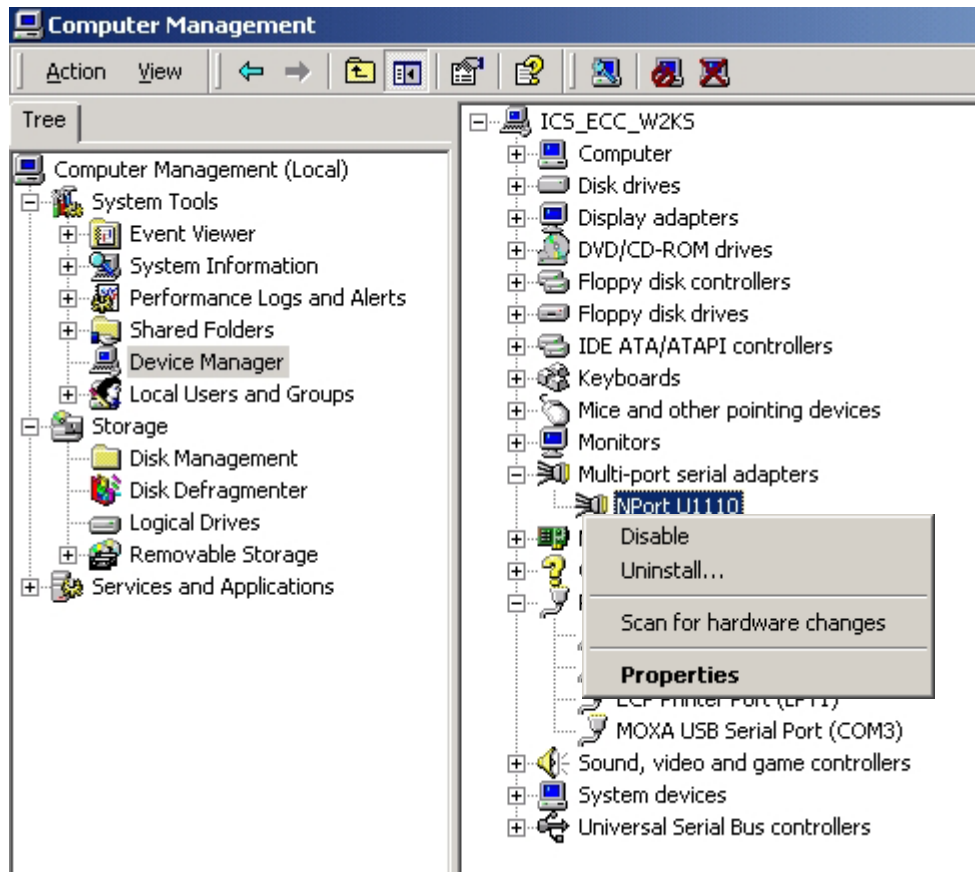 Computer Management
Action View
Tree
Computer Management (Local)
System Tools
Event Viewer
System Information
Performance Logs and Alerts
Shared Folders
Device Manager
Local Users and Groups
Storage
Disk Management
Disk Defragmenter
Logical Drives
Removable Storage
Services and Applications
ICS_ECC_W2KS
Computer
Disk drives
Display adapters
DVD/CD-ROM drives
Floppy disk controllers
Floppy disk drives
IDE ATA/ATAPI controllers
Keyboards
Mice and other pointing devices
Monitors
Multi-port serial adapters
NPort U1110
Disable
Uninstall...
Scan for hardware changes
Properties
ECP Printer Port (LPT1)
MOXA USB Serial Port (COM3)
Sound, video and game controllers
System devices
Universal Serial Bus controllers